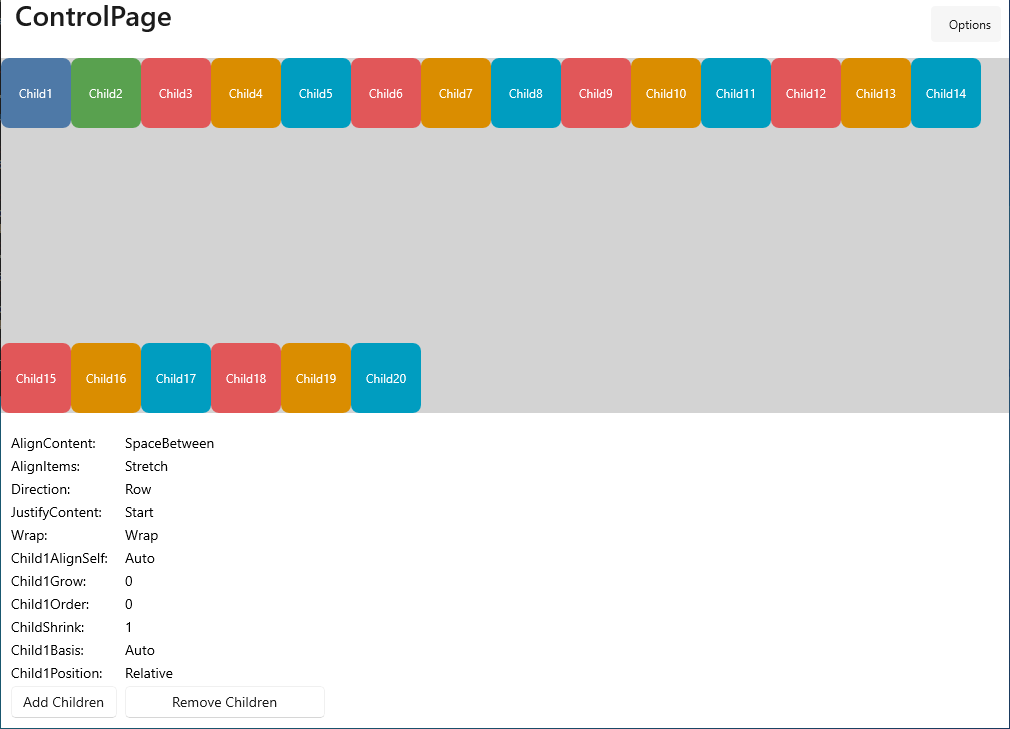 ControlPage
Options
Child1 Child2 Child3 Child4 Child5 Child6 Child7 Child8 Child9 Child10 Child11 Child12 Child13 Child14
Child15 Child16 Child17 Child18 Child19 Child20
AlignContent: SpaceBetween
AlignItems: Stretch
Direction: Row
JustifyContent: Start
Wrap: Wrap
Child1AlignSelf: Auto
Child1Grow: 0
Child1Order: 0
ChildShrink: 1
Child1Basis: Auto
Child1Position: Relative
Add Children Remove Children